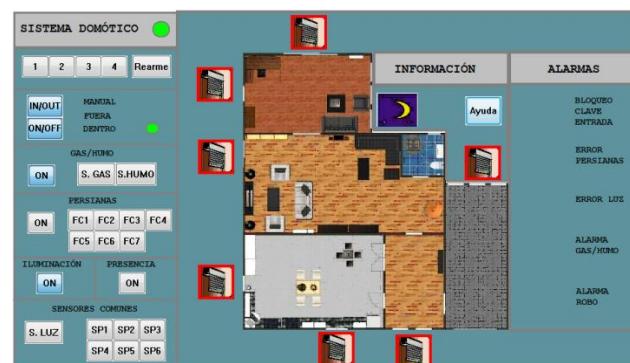 SISTEMA DOMÓTICO
1 2 3 4 Rearme
IN/OUT MANUAL
FUERA
ON/OFF DENTRO
GAS/HUMO
ON S. GAS S.HUMO
PERSIANAS
ON FC1 FC2 FC3 FC4
FC5 FC6 FC7
ILUMINACIÓN PRESENCIA
ON ON
SENSORES COMUNES
S. LUZ SP1 SP2 SP3
SP4 SP5 SP6
INFORMACIÓN
Ayuda
ALARMAS
BLOQUEO
CLAVE
ENTRADA
ERROR
PERSIANAS
ERROR LUZ
ALARMA
GAS/HUMO
ALARMA
ROBO